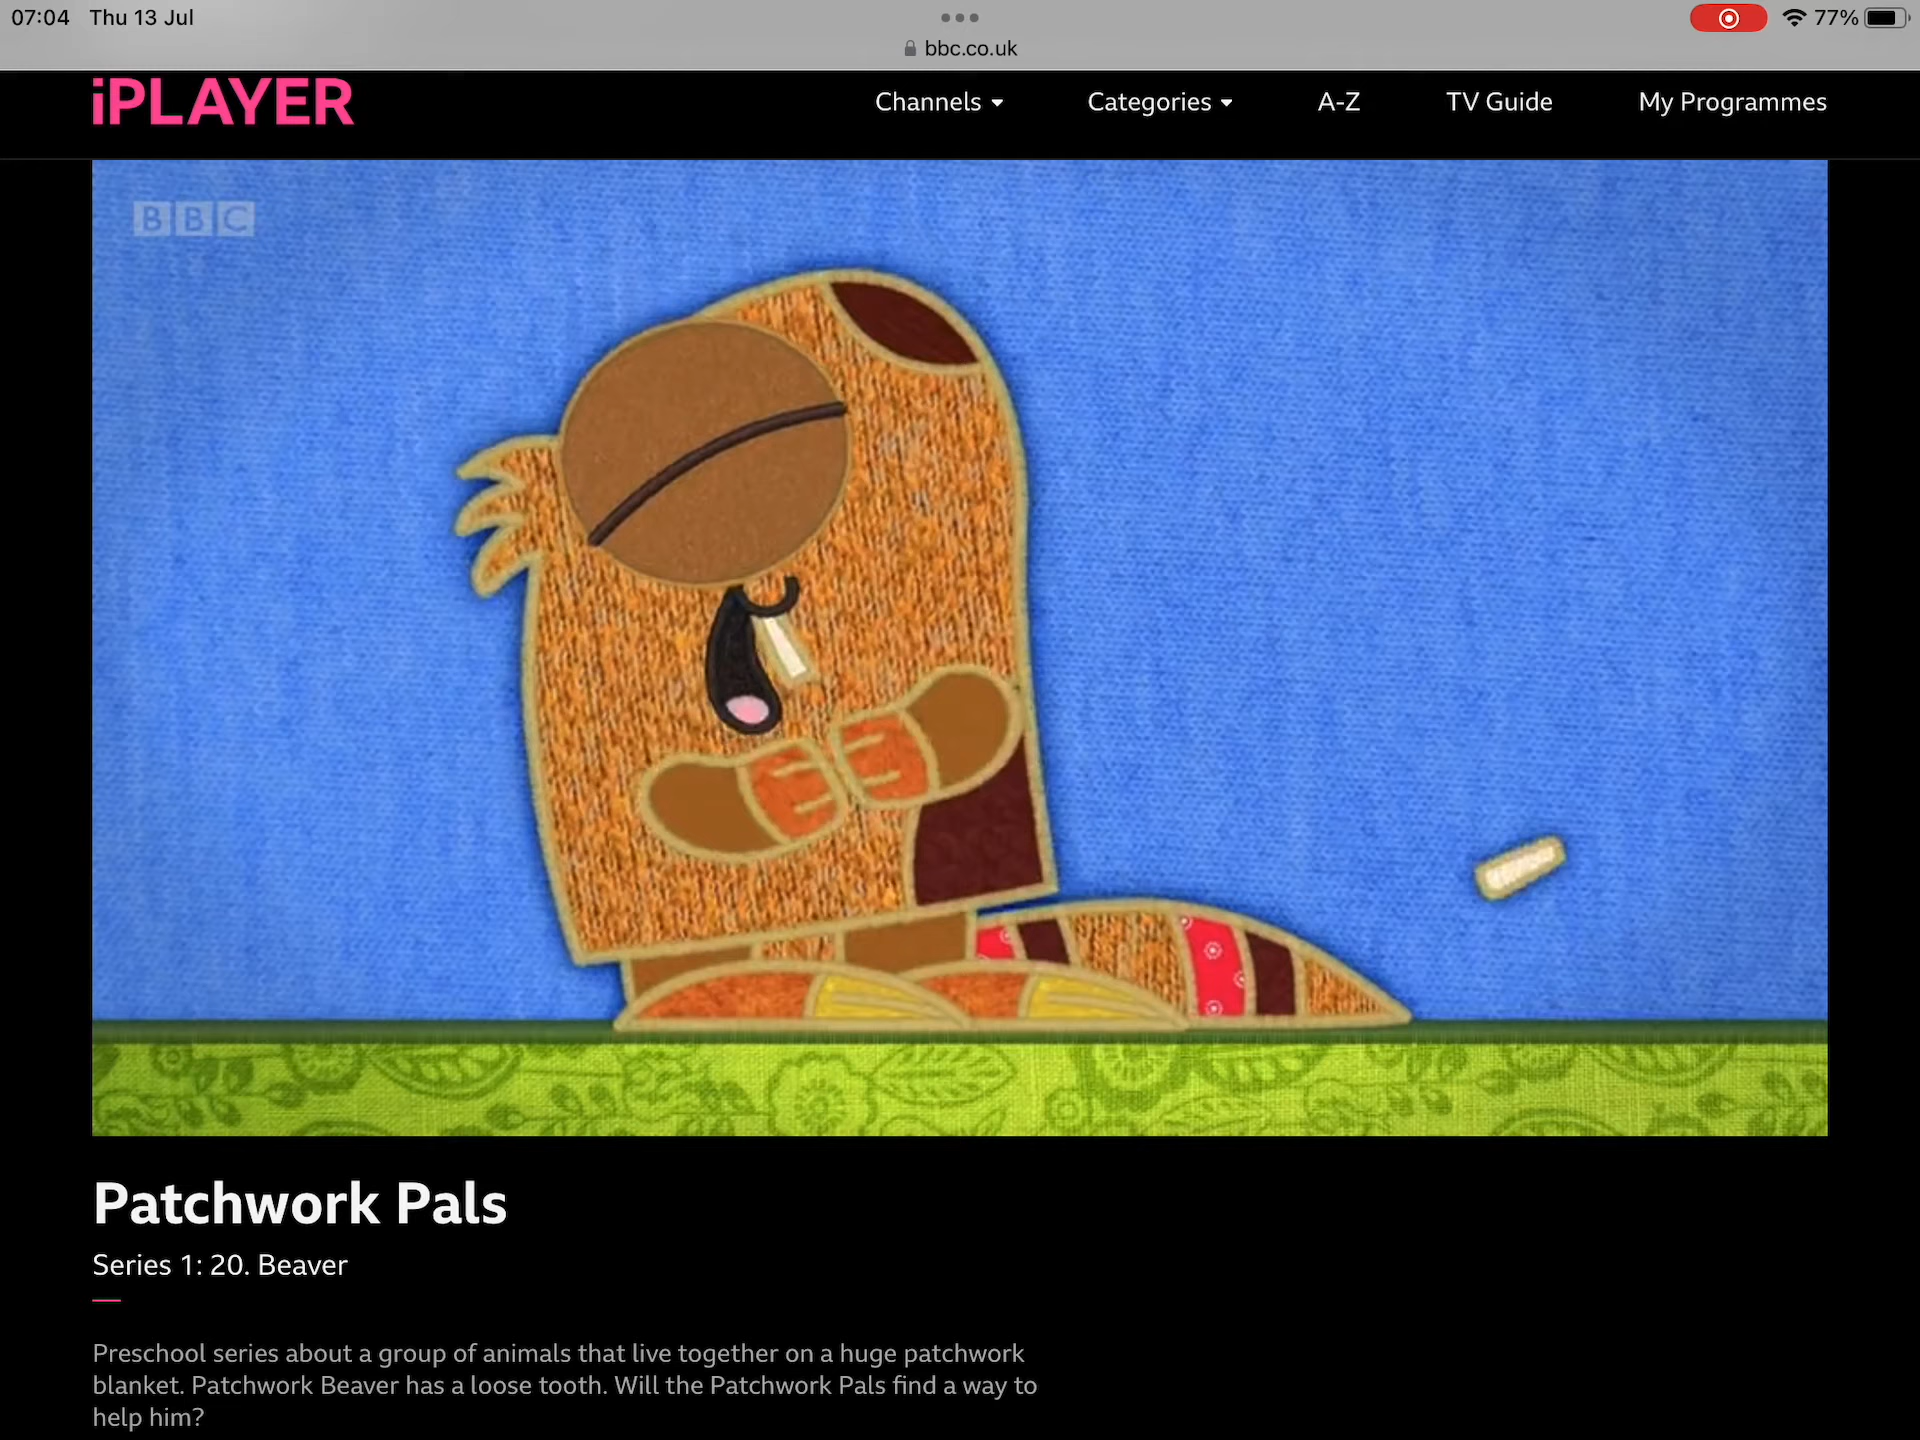 07:04 Thu 13 Jul
77%
bbc.co.uk
iPLAYER
Channels
Categories
A-Z
TV Guide
My Programmes
BBC
Patchwork Pals
Series 1: 20. Beaver
Preschool series about a group of animals that live together on a huge patchwork
blanket. Patchwork Beaver has a loose tooth. Will the Patchwork Pals find a way to
help him?